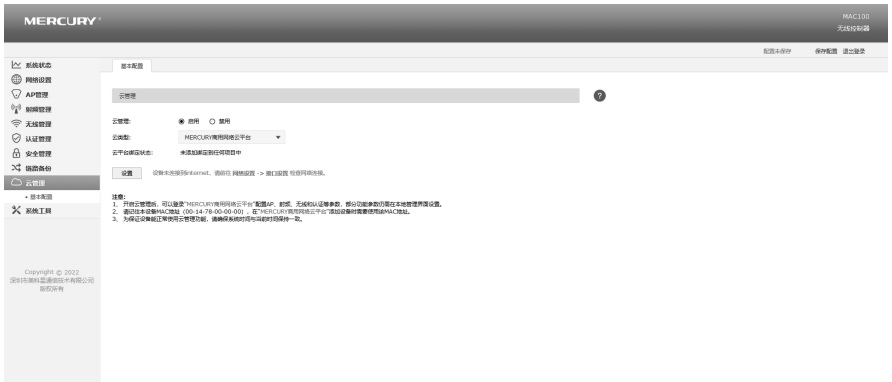 MERCURY®
MAC100
无线控制器
配置未保存 保存配置 退出登录
系统状态
网络设置
AP管理
射频管理
无线管理
认证管理
安全管理
链路备份
云管理
• 基本配置
系统工具
Copyright © 2022
深圳市美科星通信技术有限公司
版权所有
基本配置
云管理
?
云管理: 启用 禁用
云类型: MERCURY商用网络云平台
云平台绑定状态: 未添加绑定到任何项目中
设置 设备未连接到internet，请前往 网络设置 -> 接口设置 检查网络连接。
注意:
1、 开启云管理后，可以登录"MERCURY商用网络云平台"配置AP、射频、无线和认证等参数，部分功能参数仍需在本地管理界面设置。
2、 请记住本设备MAC地址（00-14-78-00-00-00），在"MERCURY商用网络云平台"添加设备时需要使用该MAC地址。
3、 为保证设备能正常使用云管理功能，请确保系统时间与当前时间保持一致。